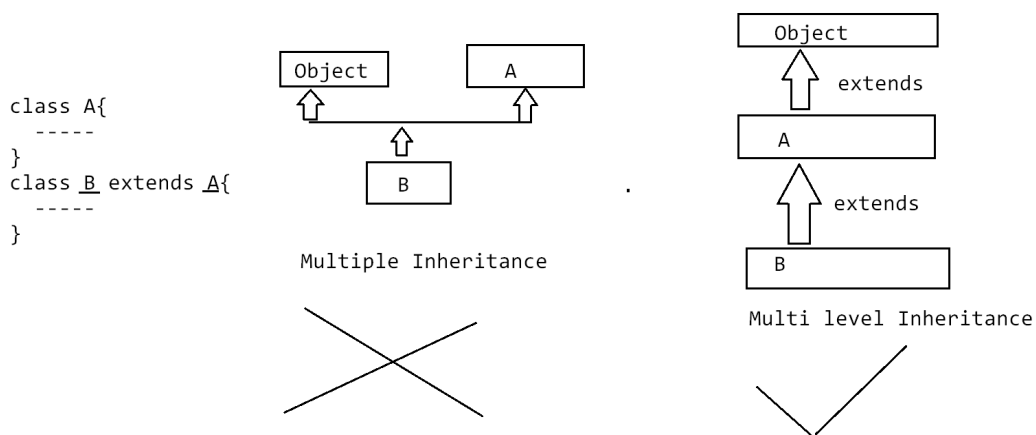 class A{
-----
}
class B extends A{
-----
}
Object
A
B
Multiple Inheritance
.
Object
extends
A
extends
B
Multi level Inheritance